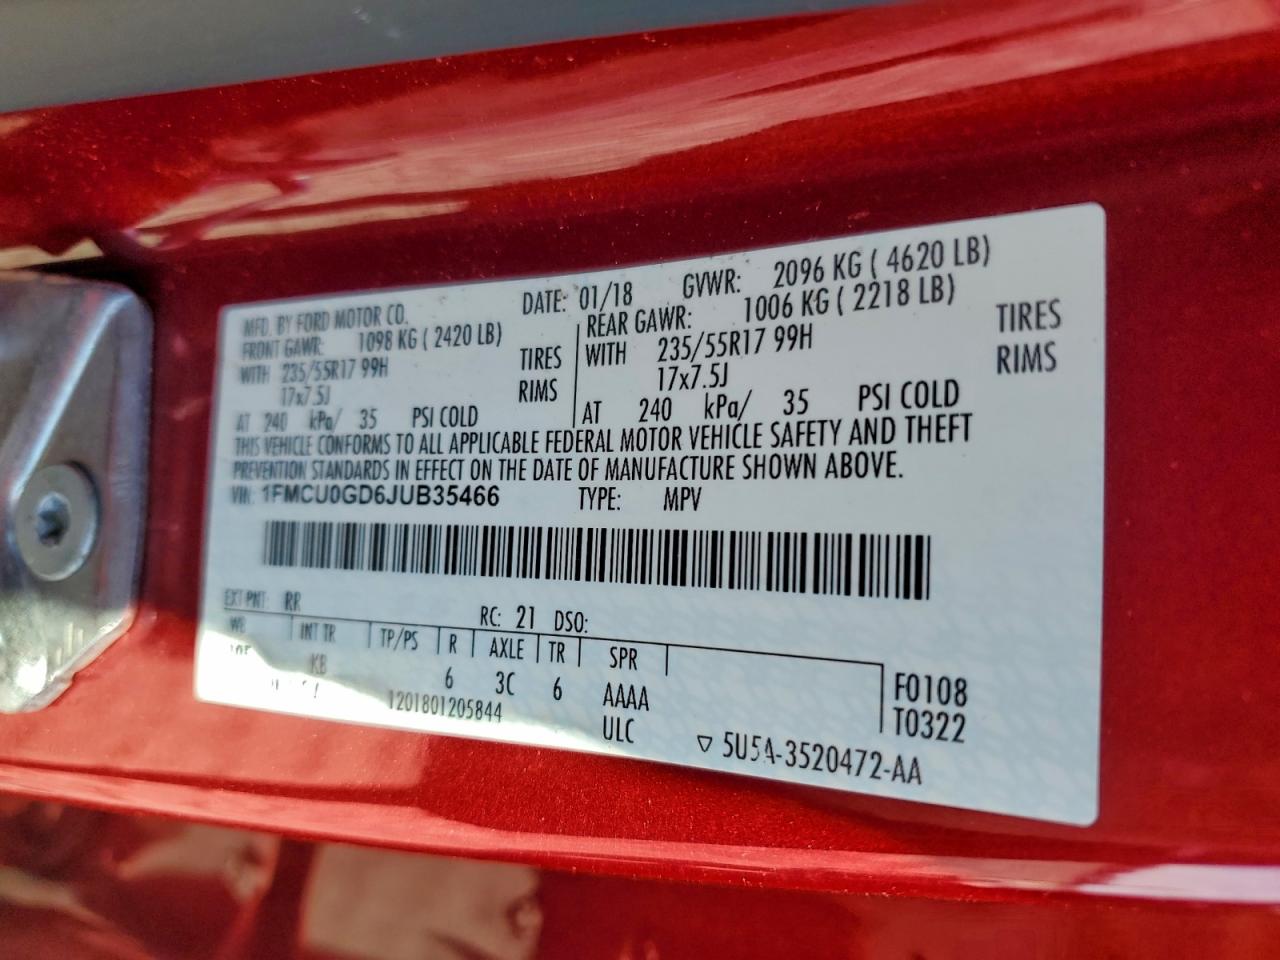 MFD. BY FORD MOTOR CO. DATE: 01/18 GVWR: 2096 KG ( 4620 LB)
FRONT GAWR: 1098 KG ( 2420 LB) REAR GAWR: 1006 KG ( 2218 LB)
WITH 235/55R17 99H TIRES WITH 235/55R17 99H TIRES
17x7.5J RIMS 17x7.5J RIMS
AT 240 kPa/ 35 PSI COLD AT 240 kPa/ 35 PSI COLD
THIS VEHICLE CONFORMS TO ALL APPLICABLE FEDERAL MOTOR VEHICLE SAFETY AND THEFT
PREVENTION STANDARDS IN EFFECT ON THE DATE OF MANUFACTURE SHOWN ABOVE.
VIN: 1FMCU0GD6JUB35466 TYPE: MPV
EXT PNT: RR RC: 21 DSO:
WB INT TR TP/PS R AXLE TR SPR
KB 6 3C 6 AAAA F0108
1201801205844 ULC T0322
▽ 5U5A-3520472-AA